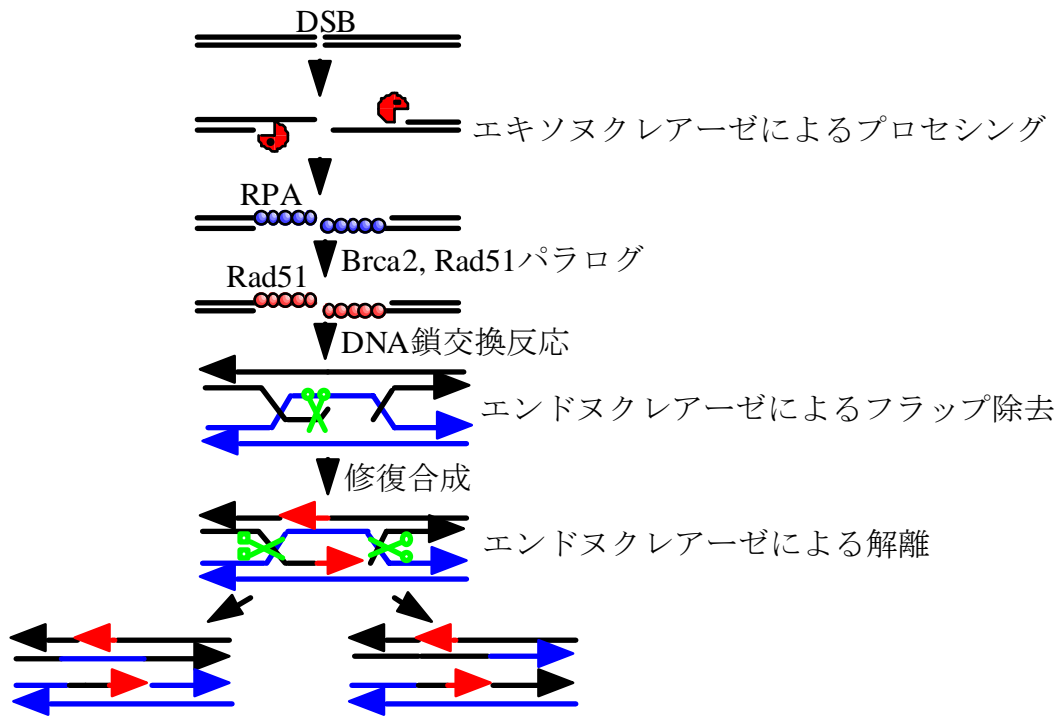 DSB
エキソヌクレアーゼによるプロセシング
RPA
Brca2, Rad51パラログ
Rad51
DNA鎖交換反応
エンドヌクレアーゼによるフラップ除去
修復合成
エンドヌクレアーゼによる解離